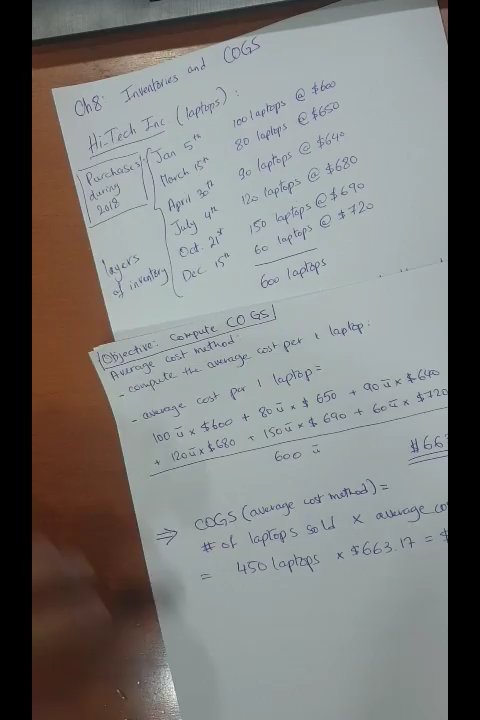 Ch8: Inventories and COGS
Hi-Tech Inc (laptops):
Purchases during 2018
Jan 5th 100 laptops @ $600
March 15th 80 laptops @ $650
April 30th 90 laptops @ $640
July 4th 120 laptops @ $680
Oct. 21st 150 laptops @ $690
Dec. 15th 60 laptops @ $720
600 laptops
layers of inventory
Objective: Compute COGS
Average cost method:
- compute the average cost per 1 laptop:
- average cost per 1 laptop =
100 ū x $600 + 80 ū x $650 + 90 ū x $640
+ 120 ū x $680 + 150 ū x $690 + 60 ū x $720
600 ū
$663
⇒ COGS (average cost method) =
# of laptops sold x average co
= 450 laptops x $663.17 = $